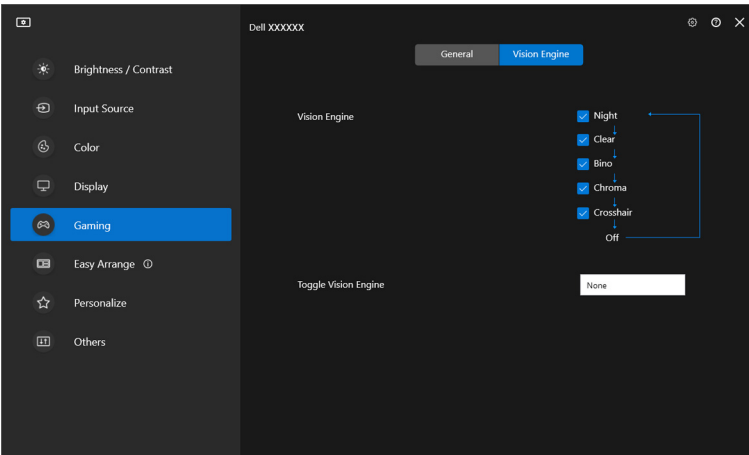 Dell XXXXXX
General
Vision Engine
Brightness / Contrast
Input Source
Color
Display
Gaming
Easy Arrange
Personalize
Others
Vision Engine
Night
Clear
Bino
Chroma
Crosshair
Off
Toggle Vision Engine
None